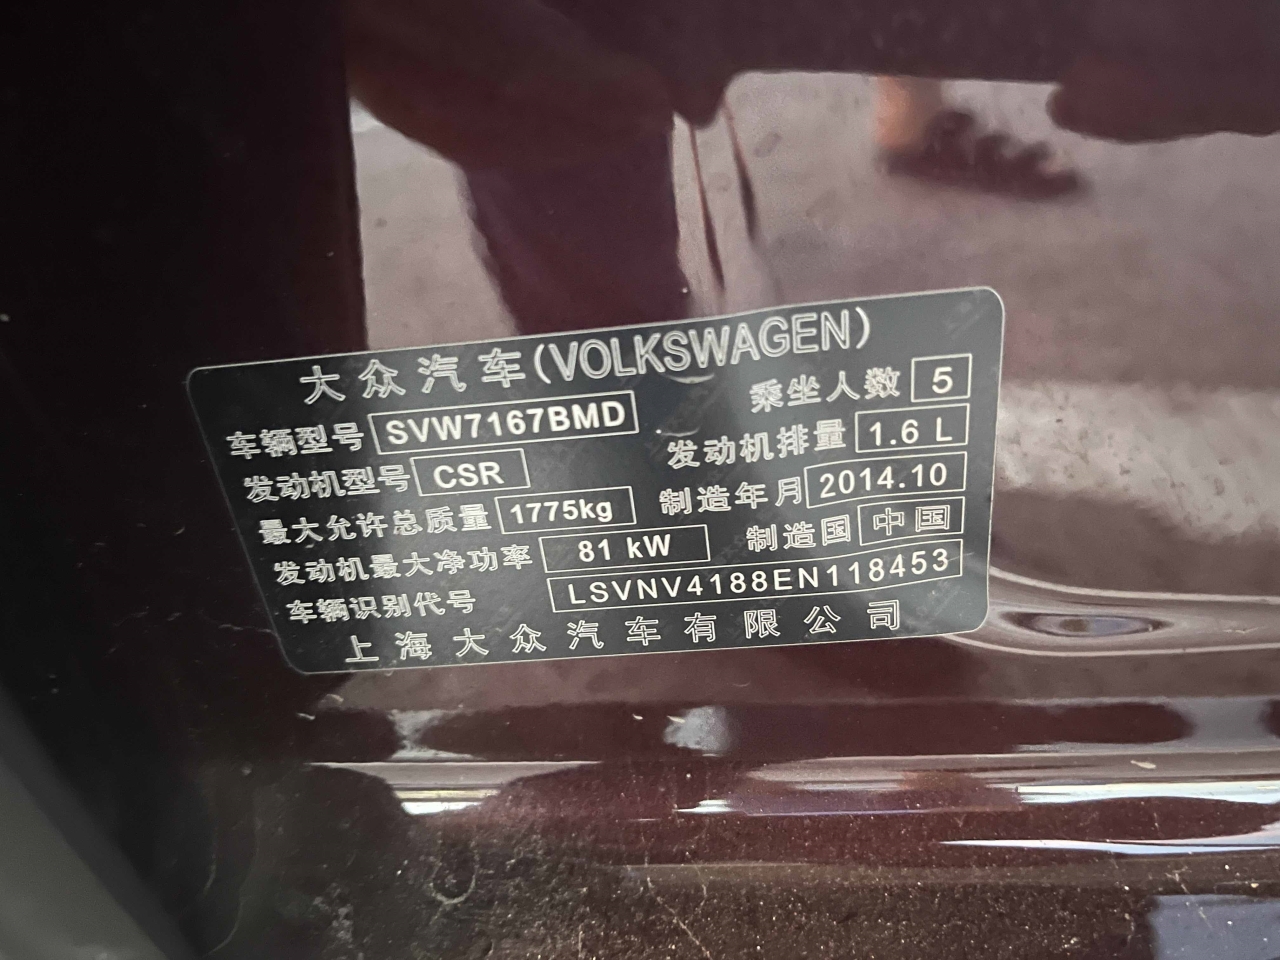 大众汽车(VOLKSWAGEN)
车辆型号 SVW7167BMD 乘坐人数 5
发动机型号 CSR 发动机排量 1.6 L
最大允许总质量 1775kg 制造年月 2014.10
发动机最大净功率 81 kW 制造国 中国
车辆识别代号 LSVNV4188EN118453
上海大众汽车有限公司